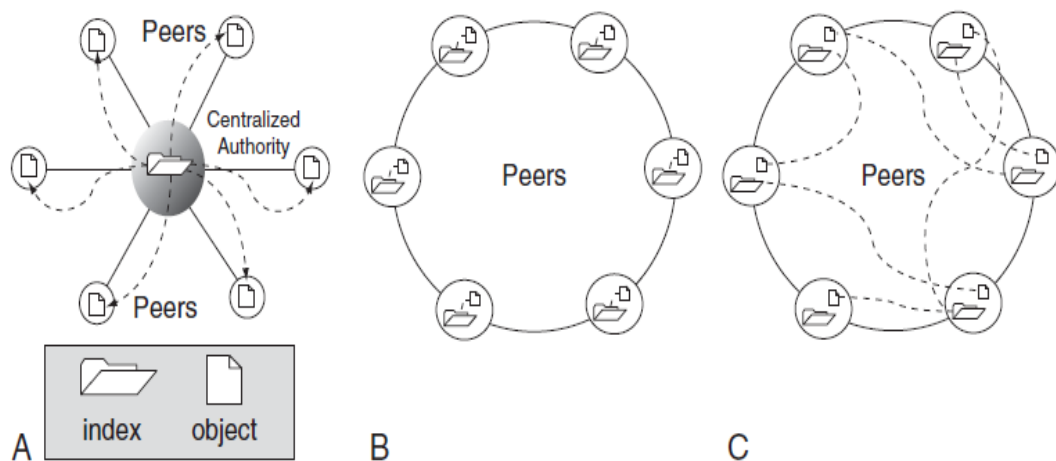 Peers
Centralized
Authority
Peers
index object
A
Peers
B
Peers
C